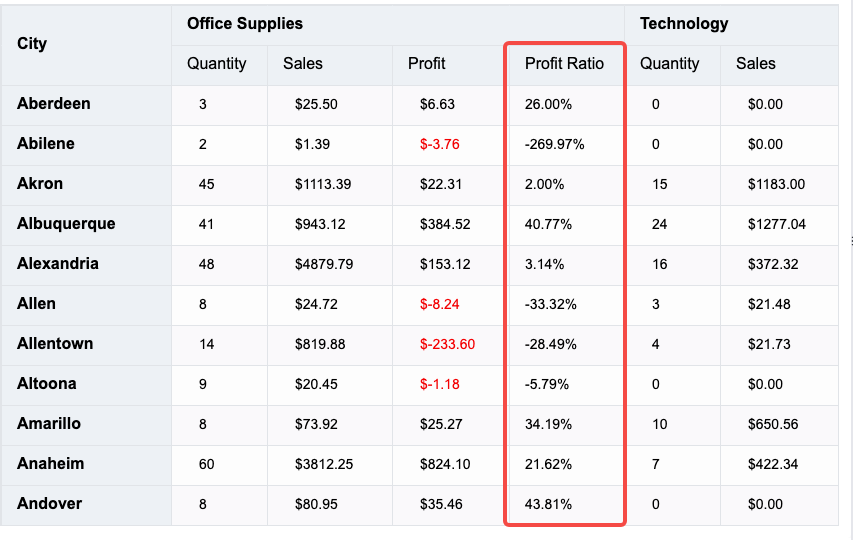 City Office Supplies Technology
Quantity Sales Profit Profit Ratio Quantity Sales
Aberdeen 3 $25.50 $6.63 26.00% 0 $0.00
Abilene 2 $1.39 $-3.76 -269.97% 0 $0.00
Akron 45 $1113.39 $22.31 2.00% 15 $1183.00
Albuquerque 41 $943.12 $384.52 40.77% 24 $1277.04
Alexandria 48 $4879.79 $153.12 3.14% 16 $372.32
Allen 8 $24.72 $-8.24 -33.32% 3 $21.48
Allentown 14 $819.88 $-233.60 -28.49% 4 $21.73
Altoona 9 $20.45 $-1.18 -5.79% 0 $0.00
Amarillo 8 $73.92 $25.27 34.19% 10 $650.56
Anaheim 60 $3812.25 $824.10 21.62% 7 $422.34
Andover 8 $80.95 $35.46 43.81% 0 $0.00